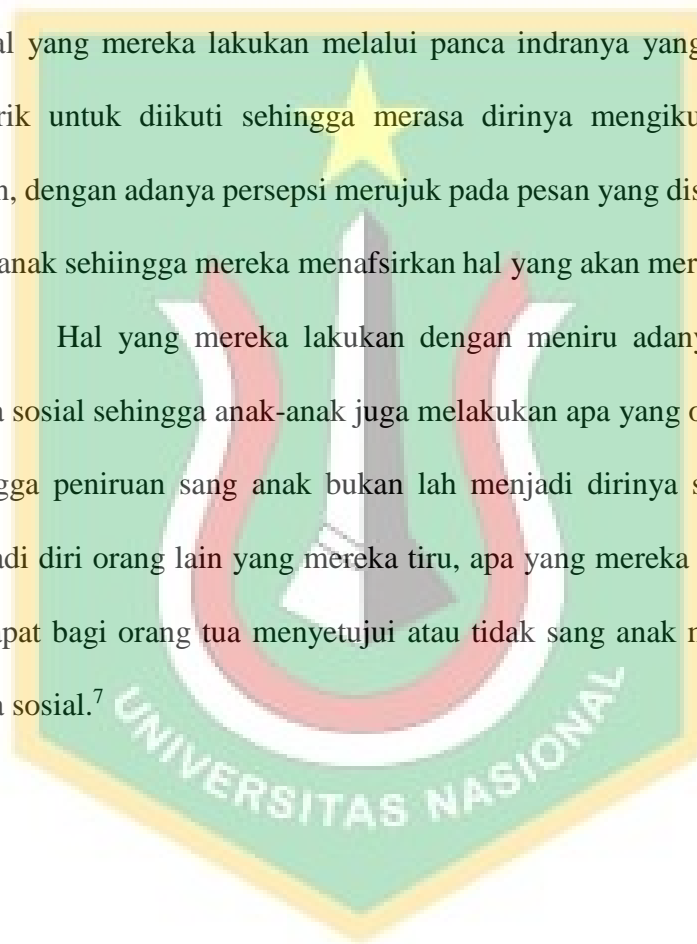 al yang mereka lakukan melalui panca indranya yang
rik untuk diikuti sehingga merasa dirinya mengiku
n, dengan adanya persepsi merujuk pada pesan yang dis
anak sehiingga mereka menafsirkan hal yang akan mer
Hal yang mereka lakukan dengan meniru adany
a sosial sehingga anak-anak juga melakukan apa yang o
gga peniruan sang anak bukan lah menjadi dirinya s
adi diri orang lain yang mereka tiru, apa yang mereka
apat bagi orang tua menyetujui atau tidak sang anak m
a sosial.7
UNIVERSITAS NASIONAL